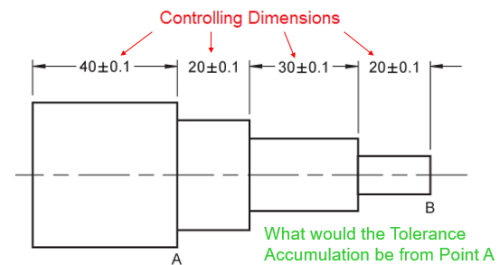 Controlling Dimensions
40±0.1 20±0.1 30±0.1 20±0.1
B
A
What would the Tolerance
Accumulation be from Point A